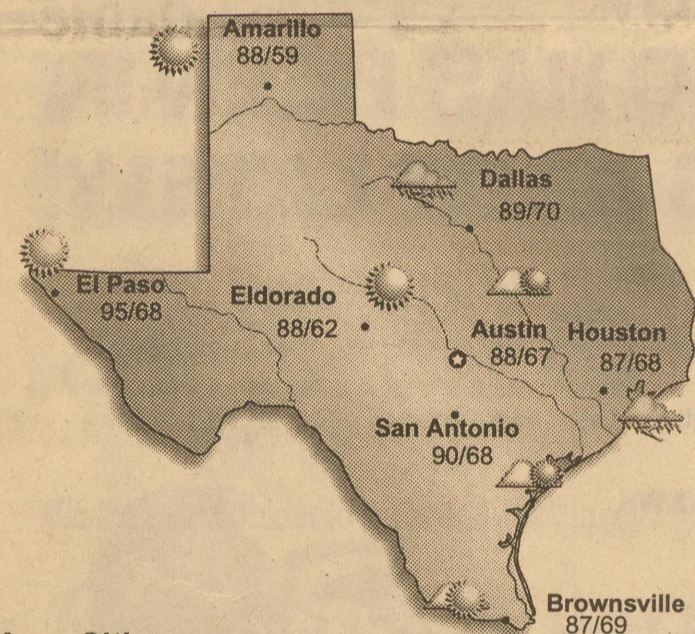 Amarillo
88/59
Dallas
89/70
El Paso
95/68
Eldorado
88/62
Austin
88/67
Houston
87/68
San Antonio
90/68
Brownsville
87/69